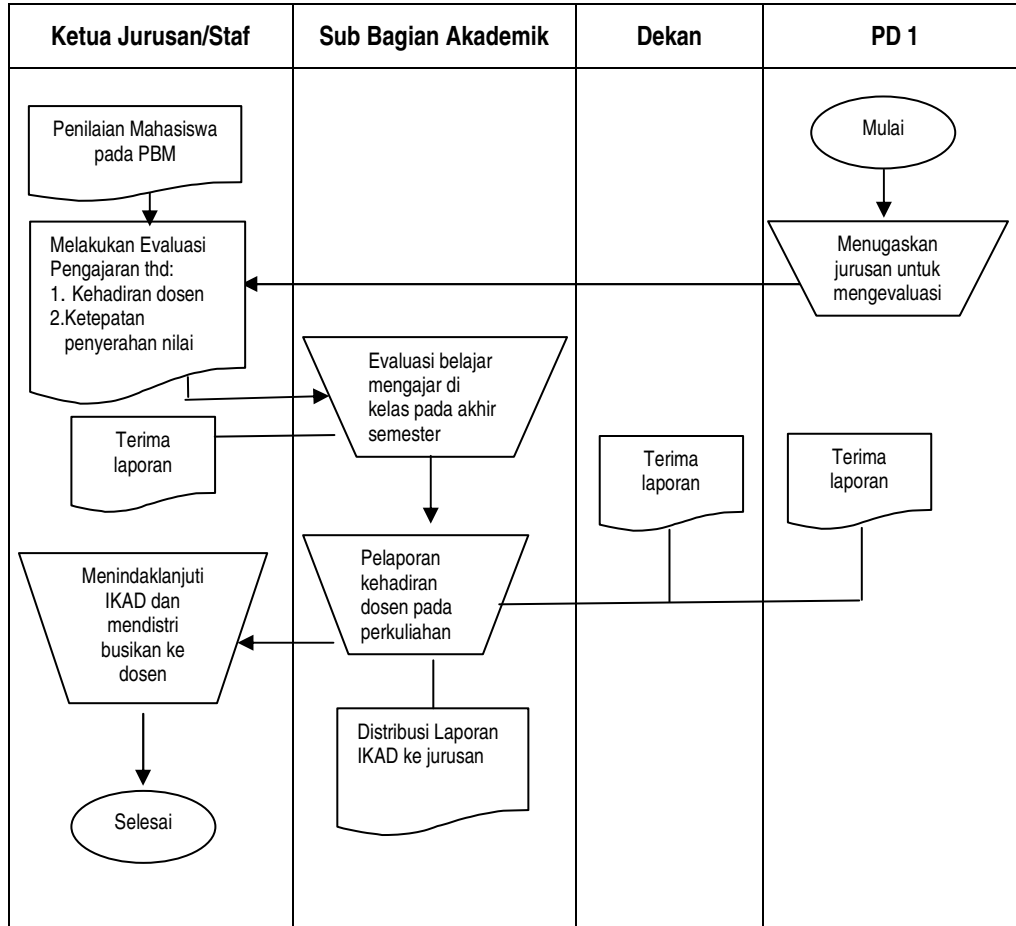 Ketua Jurusan/Staf
Sub Bagian Akademik
Dekan
PD 1
Penilaian Mahasiswa
pada PBM
Mulai
Melakukan Evaluasi
Pengajaran thd:
1. Kehadiran dosen
2.Ketepatan
penyerahan nilai
Menugaskan
jurusan untuk
mengevaluasi
Evaluasi belajar
mengajar di
kelas pada akhir
semester
Terima
laporan
Terima
laporan
Terima
laporan
Menindaklanjuti
IKAD dan
mendistri
busikan ke
dosen
Pelaporan
kehadiran
dosen pada
perkuliahan
Distribusi Laporan
IKAD ke jurusan
Selesai